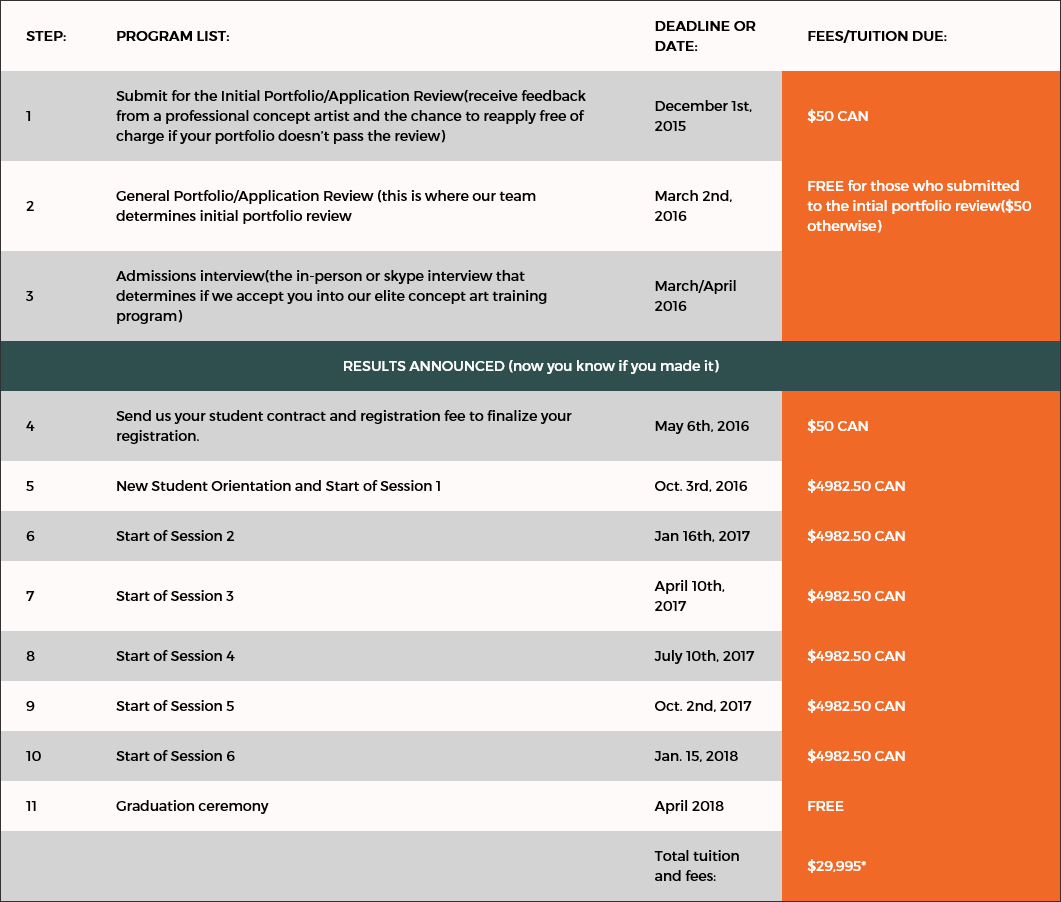 STEP: PROGRAM LIST: DEADLINE OR DATE: FEES/TUITION DUE:
1
Submit for the Initial Portfolio/Application Review(receive feedback
from a professional concept artist and the chance to reapply free of
charge if your portfolio doesn't pass the review)
December 1st,
2015
$50 CAN
2
General Portfolio/Application Review (this is where our team
determines initial portfolio review
March 2nd,
2016
FREE for those who submitted
to the intial portfolio review($50
otherwise)
3
Admissions interview(the in-person or skype interview that
determines if we accept you into our elite concept art training
program)
March/April
2016
RESULTS ANNOUNCED (now you know if you made it)
4
Send us your student contract and registration fee to finalize your
registration.
May 6th, 2016
$50 CAN
5 New Student Orientation and Start of Session 1 Oct. 3rd, 2016 $4982.50 CAN
6 Start of Session 2 Jan 16th, 2017 $4982.50 CAN
7 Start of Session 3
April 10th,
2017
$4982.50 CAN
8 Start of Session 4 July 10th, 2017 $4982.50 CAN
9 Start of Session 5 Oct. 2nd, 2017 $4982.50 CAN
10 Start of Session 6 Jan. 15, 2018 $4982.50 CAN
11 Graduation ceremony April 2018 FREE
Total tuition
and fees:
$29,995*